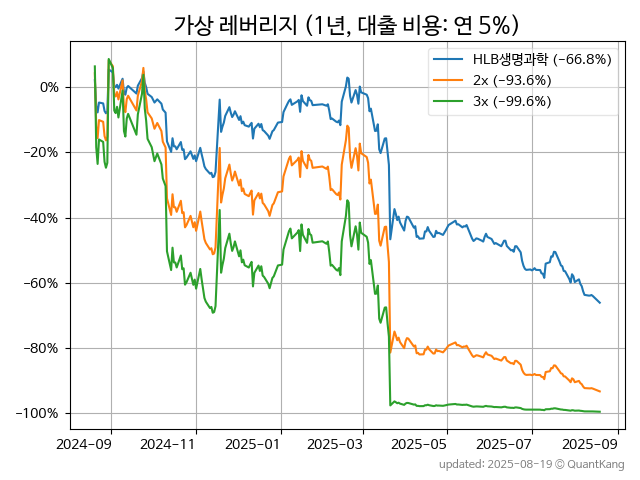 가상 레버리지 (1년, 대출 비용: 연 5%)
HLB생명과학 (−66.8%)
2x (−93.6%)
3x (−99.6%)
0%
−20%
−40%
−60%
−80%
−100%
2024-09 2024-11 2025-01 2025-03 2025-05 2025-07 2025-09
updated: 2025-08-19 © QuantKang